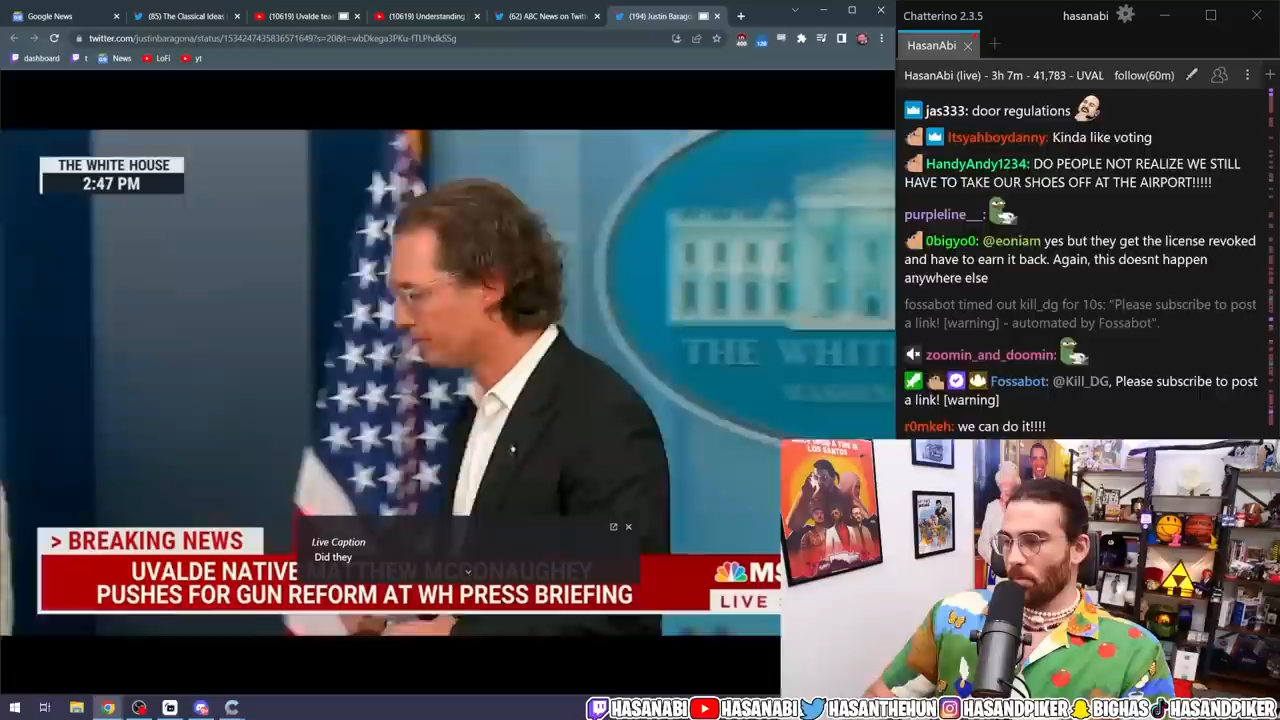 Google News
(85) The Classical Ideas
(10619) Uvalde tea
(10619) Understanding
(62) ABC News on Twitt
(194) Justin Barago
twitter.com/justinbaragona/status/1534247435836571649?s=20&t=wbDkega3PKu-fTLPhdkSSg
dashboard
t
News
LoFi
yt
THE WHITE HOUSE
2:47 PM
THE WHIT
WASHING
Live Caption
Did they
> BREAKING NEWS
UVALDE NATIVE MATTHEW MCCONAUGHEY
PUSHES FOR GUN REFORM AT WH PRESS BRIEFING
MS
LIVE
Chatterino 2.3.5
hasanabi
HasanAbi
HasanAbi (live) - 3h 7m - 41,783 - UVAL
follow(60m)
jas333: door regulations
Itsyahboydanny: Kinda like voting
HandyAndy1234: DO PEOPLE NOT REALIZE WE STILL
HAVE TO TAKE OUR SHOES OFF AT THE AIRPORT!!!!!
purpleline__:
0bigyo0: @eoniam yes but they get the license revoked
and have to earn it back. Again, this doesnt happen
anywhere else
fossabot timed out kill_dg for 10s: "Please subscribe to post
a link! [warning] - automated by Fossabot".
zoomin_and_doomin:
Fossabot: @Kill_DG, Please subscribe to post
a link! [warning]
r0mkeh: we can do it!!!!
LOS SANTOS
HASANABI
HASANABI
HASANTHEHUN
HASANDPIKER
BIGHAS
HASANDPIKER